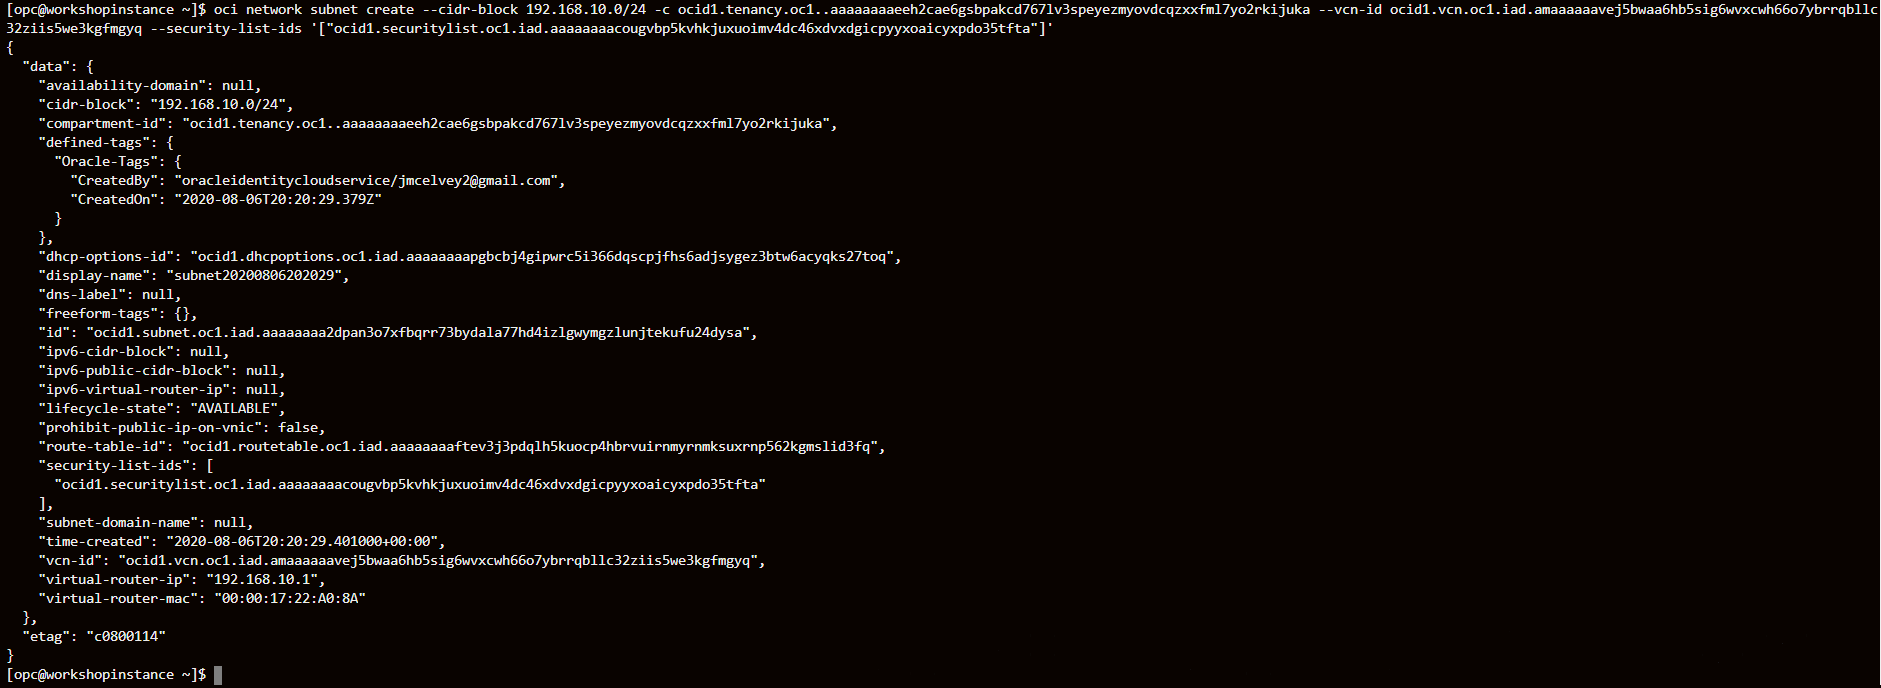 [opc@workshopinstance ~]$ oci network subnet create --cidr-block 192.168.10.0/24 -c ocid1.tenancy.oc1..aaaaaaaaeeh2cae6gsbpakcd767lv3speyezmyovdcqzxxfml7yo2rkijuka --vcn-id ocid1.vcn.oc1.iad.amaaaaaavej5bwaa6hb5sig6wvxcwh66o7ybrrqbllc
32ziis5we3kgfmgyq --security-list-ids '["ocid1.securitylist.oc1.iad.aaaaaaaacougvbp5kvhkjuxuoimv4dc46xdvxdgicpyyxoaicyxpdo35tfta"]'
{
  "data": {
    "availability-domain": null,
    "cidr-block": "192.168.10.0/24",
    "compartment-id": "ocid1.tenancy.oc1..aaaaaaaaeeh2cae6gsbpakcd767lv3speyezmyovdcqzxxfml7yo2rkijuka",
    "defined-tags": {
      "Oracle-Tags": {
        "CreatedBy": "oracleidentitycloudservice/jmcelvey2@gmail.com",
        "CreatedOn": "2020-08-06T20:20:29.379Z"
      }
    },
    "dhcp-options-id": "ocid1.dhcpoptions.oc1.iad.aaaaaaaapgbcbj4gipwrc5i366dqscpjfhs6adjsygez3btw6acyqks27toq",
    "display-name": "subnet20200806202029",
    "dns-label": null,
    "freeform-tags": {},
    "id": "ocid1.subnet.oc1.iad.aaaaaaaa2dpan3o7xfbqrr73bydala77hd4izlgwymgzlunjtekufu24dysa",
    "ipv6-cidr-block": null,
    "ipv6-public-cidr-block": null,
    "ipv6-virtual-router-ip": null,
    "lifecycle-state": "AVAILABLE",
    "prohibit-public-ip-on-vnic": false,
    "route-table-id": "ocid1.routetable.oc1.iad.aaaaaaaaftev3j3pdqlh5kuocp4hbrvuirnmyrnmksuxrnp562kgmslid3fq",
    "security-list-ids": [
      "ocid1.securitylist.oc1.iad.aaaaaaaacougvbp5kvhkjuxuoimv4dc46xdvxdgicpyyxoaicyxpdo35tfta"
    ],
    "subnet-domain-name": null,
    "time-created": "2020-08-06T20:20:29.401000+00:00",
    "vcn-id": "ocid1.vcn.oc1.iad.amaaaaaavej5bwaa6hb5sig6wvxcwh66o7ybrrqbllc32ziis5we3kgfmgyq",
    "virtual-router-ip": "192.168.10.1",
    "virtual-router-mac": "00:00:17:22:A0:8A"
  },
  "etag": "c0800114"
}
[opc@workshopinstance ~]$